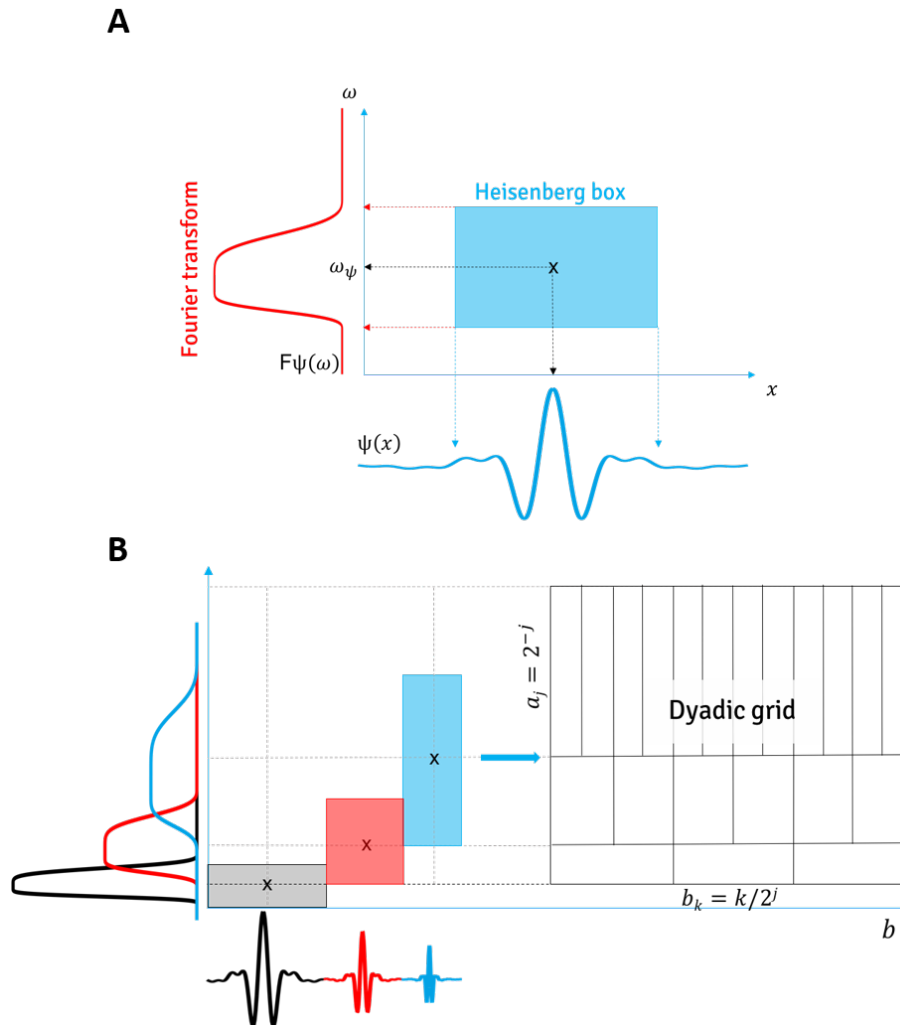 A
ω
Heisenberg box
Fourier transform
ω_ψ
x
Fψ(ω)
x
ψ(x)
B
a_j = 2^{-j}
Dyadic grid
x
x
x
b_k = k/2^j
b